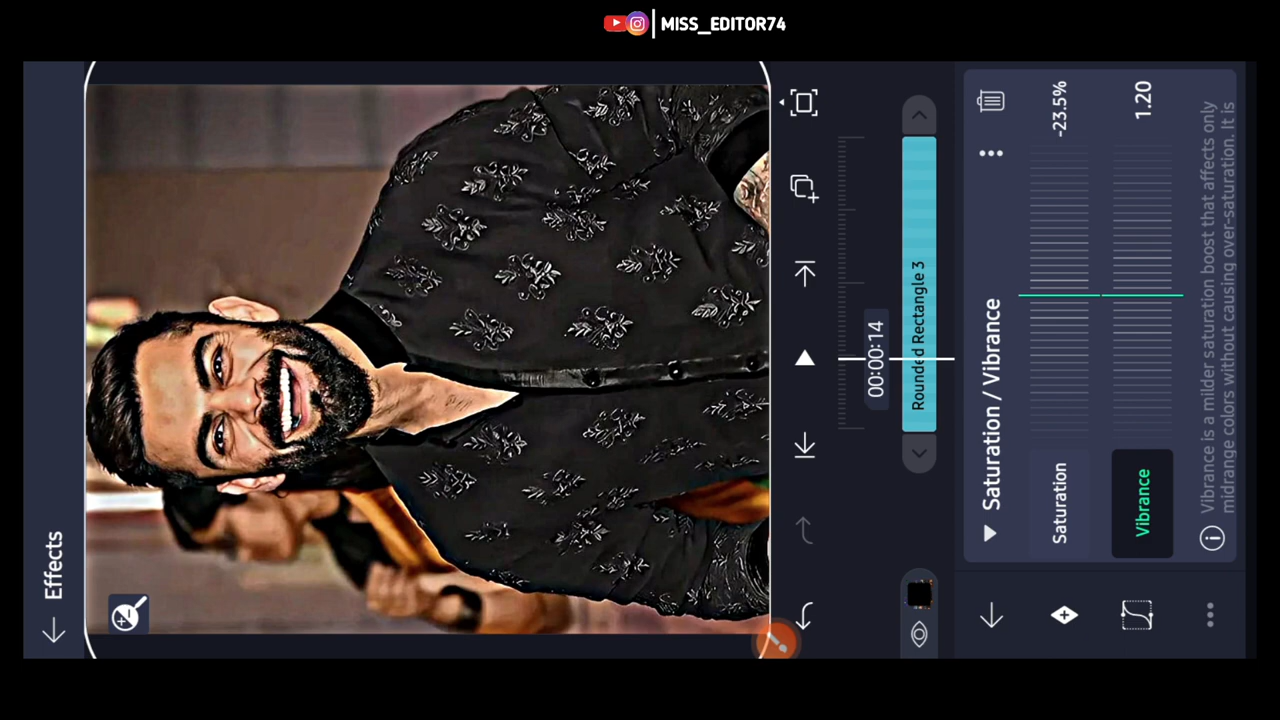 MISS_EDITOR74
Effects
00:00:14
Rounded Rectangle 3
Saturation / Vibrance
Saturation
-23.5%
Vibrance
1.20
Vibrance is a milder saturation boost that affects only
midrange colors without causing over-saturation. It is